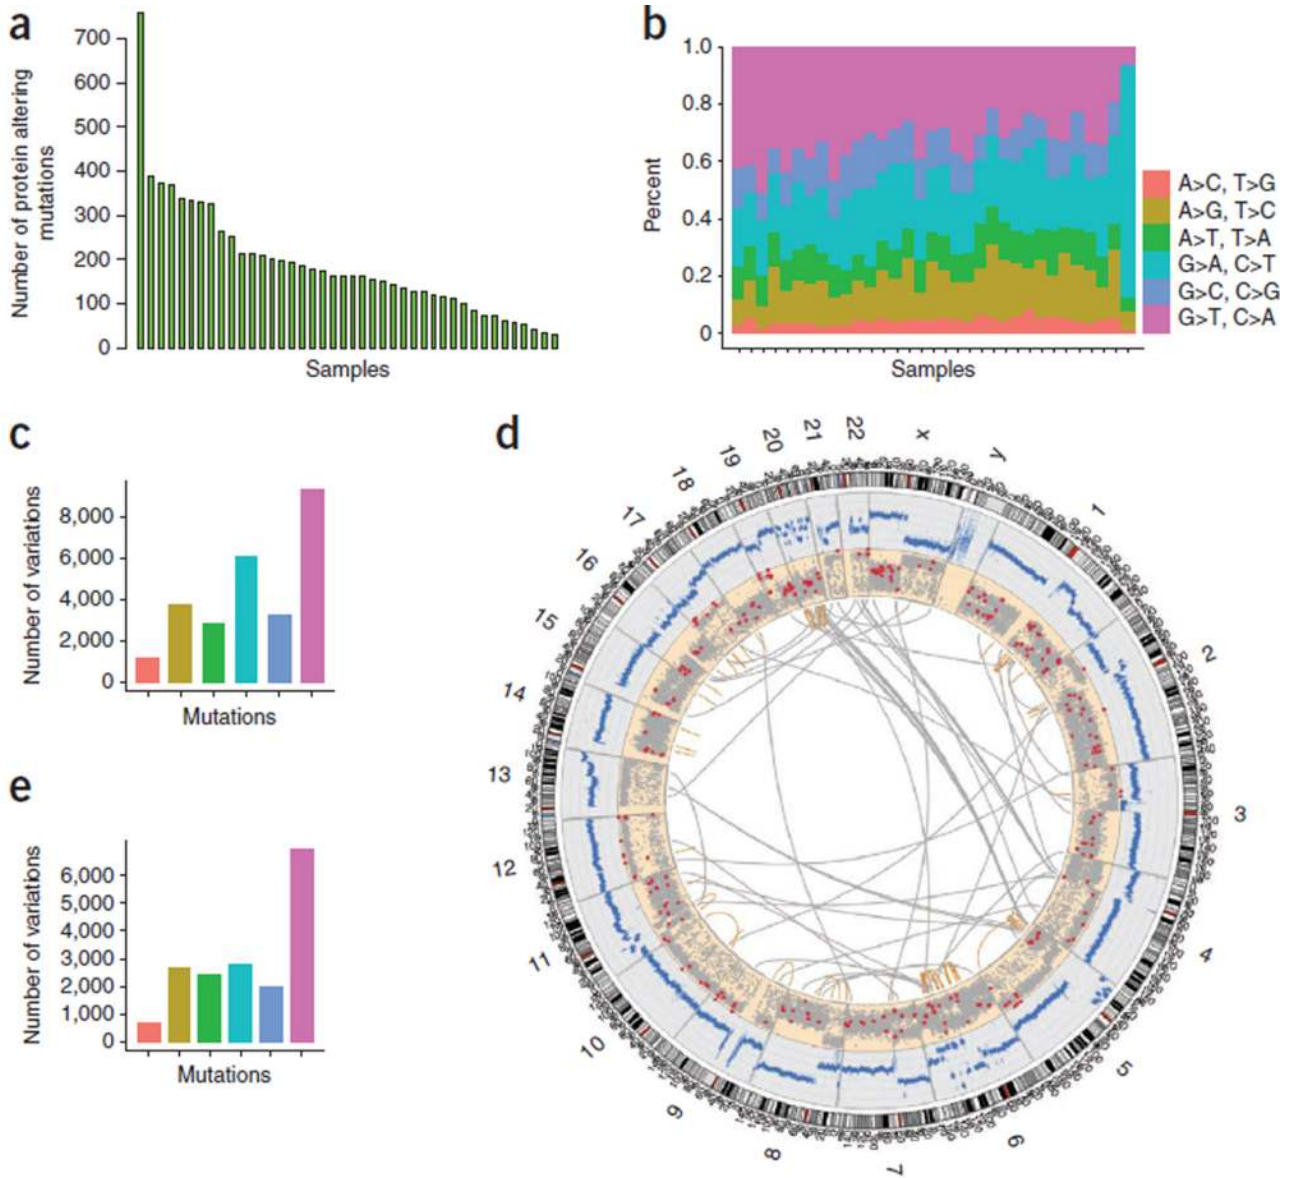 a
Number of protein altering
mutations
700
600
500
400
300
200
100
0
Samples
b
Percent
1.0
0.8
0.6
0.4
0.2
0
Samples
A>C, T>G
A>G, T>C
A>T, T>A
G>A, C>T
G>C, C>G
G>T, C>A
c
Number of variations
8,000
6,000
4,000
2,000
0
Mutations
d
1
2
3
4
5
6
7
8
9
10
11
12
13
14
15
16
17
18
19
20
21
22
x
y
e
Number of variations
6,000
5,000
4,000
3,000
2,000
1,000
0
Mutations